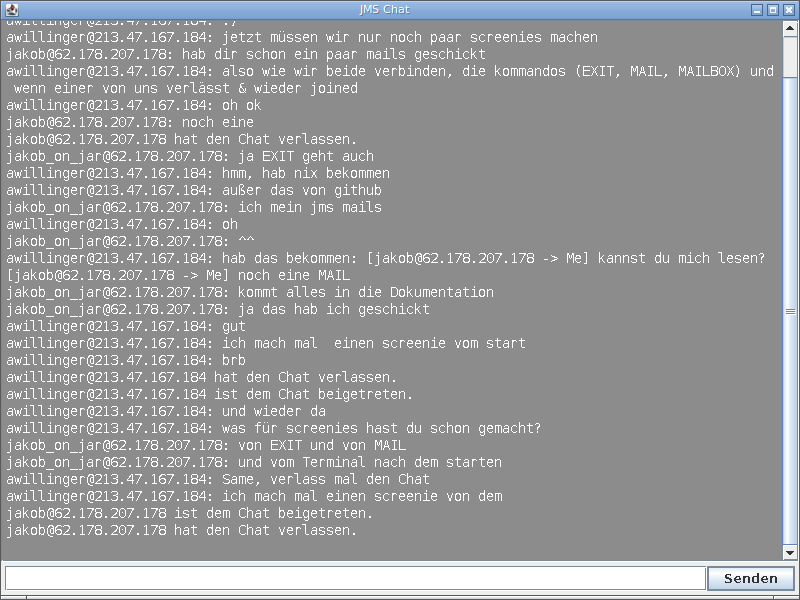 JMS Chat
awillinger@213.47.167.184: :)
awillinger@213.47.167.184: jetzt müssen wir nur noch paar screenies machen
jakob@62.178.207.178: hab dir schon ein paar mails geschickt
awillinger@213.47.167.184: also wie wir beide verbinden, die kommandos (EXIT, MAIL, MAILBOX) und
wenn einer von uns verlässt & wieder joined
awillinger@213.47.167.184: oh ok
jakob@62.178.207.178: noch eine
jakob@62.178.207.178 hat den Chat verlassen.
jakob_on_jar@62.178.207.178: ja EXIT geht auch
awillinger@213.47.167.184: hmm, hab nix bekommen
awillinger@213.47.167.184: außer das von github
jakob_on_jar@62.178.207.178: ich mein jms mails
awillinger@213.47.167.184: oh
jakob_on_jar@62.178.207.178: ^^
awillinger@213.47.167.184: hab das bekommen: [jakob@62.178.207.178 -> Me] kannst du mich lesen?
[jakob@62.178.207.178 -> Me] noch eine MAIL
jakob_on_jar@62.178.207.178: kommt alles in die Dokumentation
jakob_on_jar@62.178.207.178: ja das hab ich geschickt
awillinger@213.47.167.184: gut
awillinger@213.47.167.184: ich mach mal  einen screenie vom start
awillinger@213.47.167.184: brb
awillinger@213.47.167.184 hat den Chat verlassen.
awillinger@213.47.167.184 ist dem Chat beigetreten.
awillinger@213.47.167.184: und wieder da
awillinger@213.47.167.184: was für screenies hast du schon gemacht?
jakob_on_jar@62.178.207.178: von EXIT und von MAIL
jakob_on_jar@62.178.207.178: und vom Terminal nach dem starten
awillinger@213.47.167.184: Same, verlass mal den Chat
awillinger@213.47.167.184: ich mach mal einen screenie von dem
jakob@62.178.207.178 ist dem Chat beigetreten.
jakob@62.178.207.178 hat den Chat verlassen.
Senden